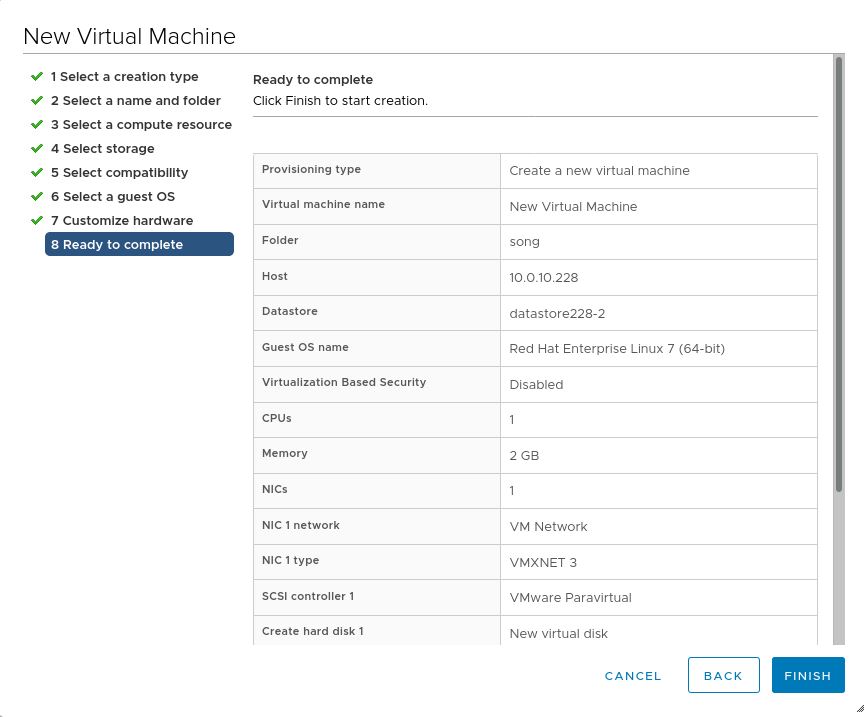 New Virtual Machine
1 Select a creation type
2 Select a name and folder
3 Select a compute resource
4 Select storage
5 Select compatibility
6 Select a guest OS
7 Customize hardware
8 Ready to complete
Ready to complete
Click Finish to start creation.
Provisioning type Create a new virtual machine
Virtual machine name New Virtual Machine
Folder song
Host 10.0.10.228
Datastore datastore228-2
Guest OS name Red Hat Enterprise Linux 7 (64-bit)
Virtualization Based Security Disabled
CPUs 1
Memory 2 GB
NICs 1
NIC 1 network VM Network
NIC 1 type VMXNET 3
SCSI controller 1 VMware Paravirtual
Create hard disk 1 New virtual disk
CANCEL BACK FINISH